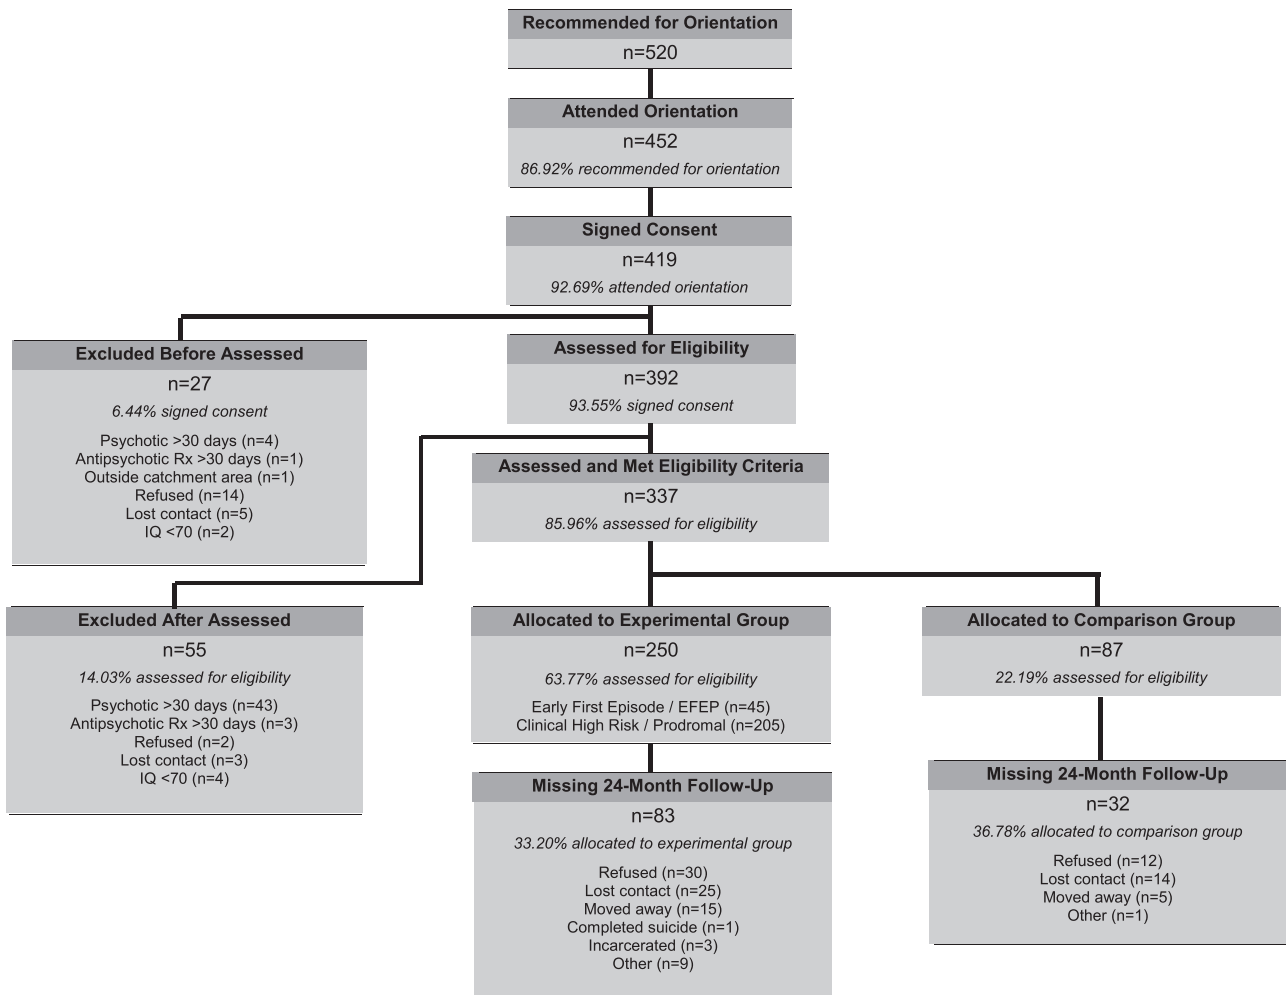 Recommended for Orientation
n=520
Attended Orientation
n=452
86.92% recommended for orientation
Signed Consent
n=419
92.69% attended orientation
Excluded Before Assessed
n=27
6.44% signed consent
Psychotic >30 days (n=4)
Antipsychotic Rx >30 days (n=1)
Outside catchment area (n=1)
Refused (n=14)
Lost contact (n=5)
IQ <70 (n=2)
Assessed for Eligibility
n=392
93.55% signed consent
Assessed and Met Eligibility Criteria
n=337
85.96% assessed for eligibility
Excluded After Assessed
n=55
14.03% assessed for eligibility
Psychotic >30 days (n=43)
Antipsychotic Rx >30 days (n=3)
Refused (n=2)
Lost contact (n=3)
IQ <70 (n=4)
Allocated to Experimental Group
n=250
63.77% assessed for eligibility
Early First Episode / EFEP (n=45)
Clinical High Risk / Prodromal (n=205)
Missing 24-Month Follow-Up
n=83
33.20% allocated to experimental group
Refused (n=30)
Lost contact (n=25)
Moved away (n=15)
Completed suicide (n=1)
Incarcerated (n=3)
Other (n=9)
Allocated to Comparison Group
n=87
22.19% assessed for eligibility
Missing 24-Month Follow-Up
n=32
36.78% allocated to comparison group
Refused (n=12)
Lost contact (n=14)
Moved away (n=5)
Other (n=1)